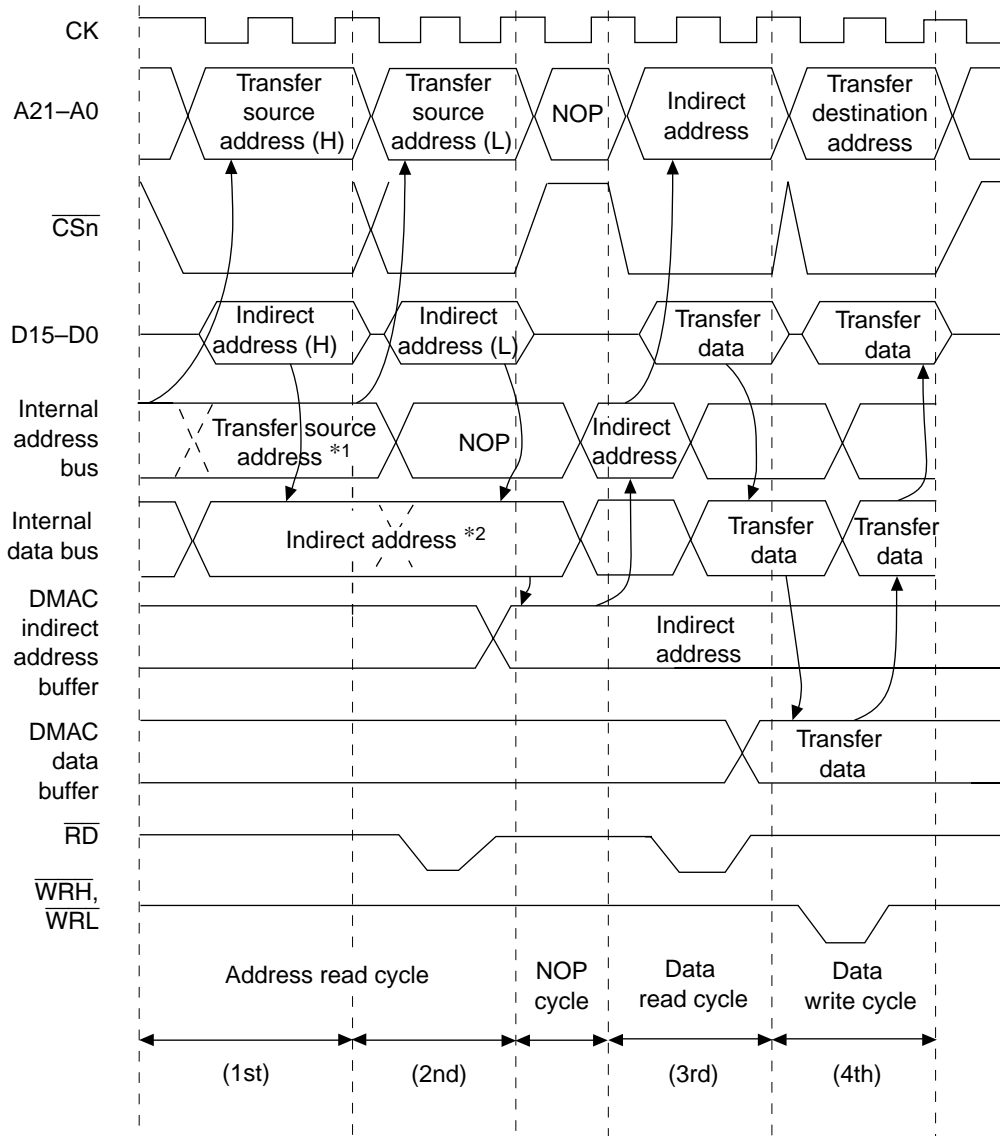 CK
A21–A0
Transfer
source
address (H)
Transfer
source
address (L)
NOP
Indirect
address
Transfer
destination
address
CSn
D15–D0
Indirect
address (H)
Indirect
address (L)
Transfer
data
Transfer
data
Internal
address
bus
Transfer source
address *1
NOP
Indirect
address
Internal
data bus
Indirect address *2
Transfer
data
Transfer
data
DMAC
indirect
address
buffer
Indirect
address
DMAC
data
buffer
Transfer
data
RD
WRH,
WRL
Address read cycle
NOP
cycle
Data
read cycle
Data
write cycle
(1st)
(2nd)
(3rd)
(4th)